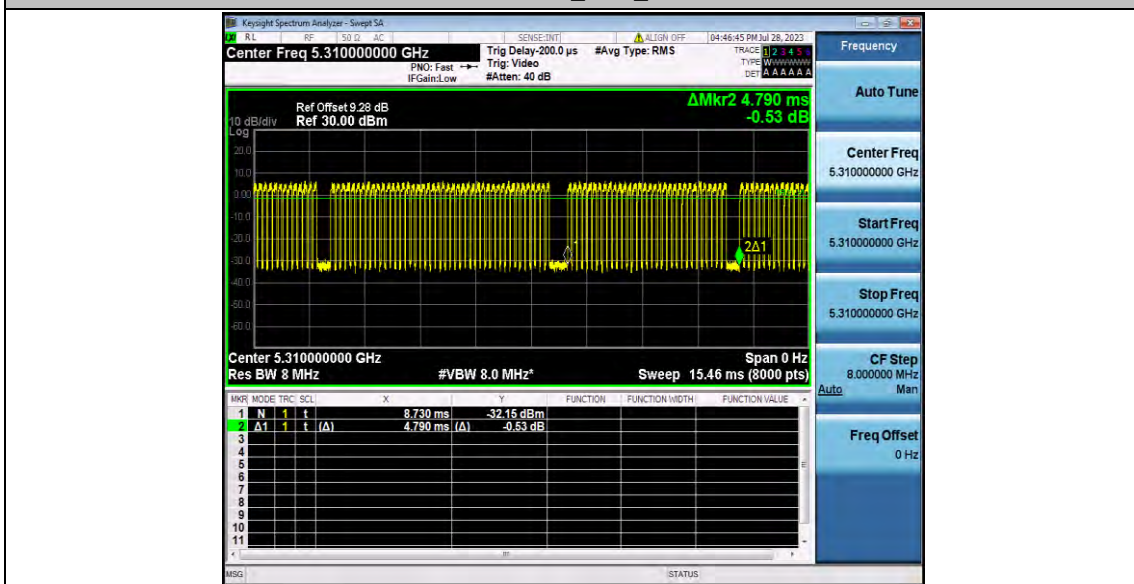 Keysight Spectrum Analyzer - Swept SA
RL RF 50 Ω AC SENSE:INT ALIGN OFF 04:46:45 PM Jul 28, 2023
Center Freq 5.310000000 GHz Trig Delay-200.0 µs #Avg Type: RMS TRACE 1 2 3 4 5 6
PNO: Fast Trig: Video TYPE W
IFGain:Low #Atten: 40 dB DET A A A A A A
Frequency
Auto Tune
Center Freq
5.310000000 GHz
Start Freq
5.310000000 GHz
Stop Freq
5.310000000 GHz
CF Step
8.000000 MHz
Auto Man
Freq Offset
0 Hz
ΔMkr2 4.790 ms
-0.53 dB
Ref Offset 9.28 dB
10 dB/div Ref 30.00 dBm
Log
20.0
10.0
0.00
-10.0
-20.0
-30.0
-40.0
-50.0
-60.0
2Δ1
Center 5.310000000 GHz Span 0 Hz
Res BW 8 MHz #VBW 8.0 MHz* Sweep 15.46 ms (8000 pts)
MKR MODE TRC SCL X Y FUNCTION FUNCTION WIDTH FUNCTION VALUE
1 N 1 t 8.730 ms -32.15 dBm
2 Δ1 1 t (Δ) 4.790 ms (Δ) -0.53 dB
3
4
5
6
7
8
9
10
11
MSG STATUS